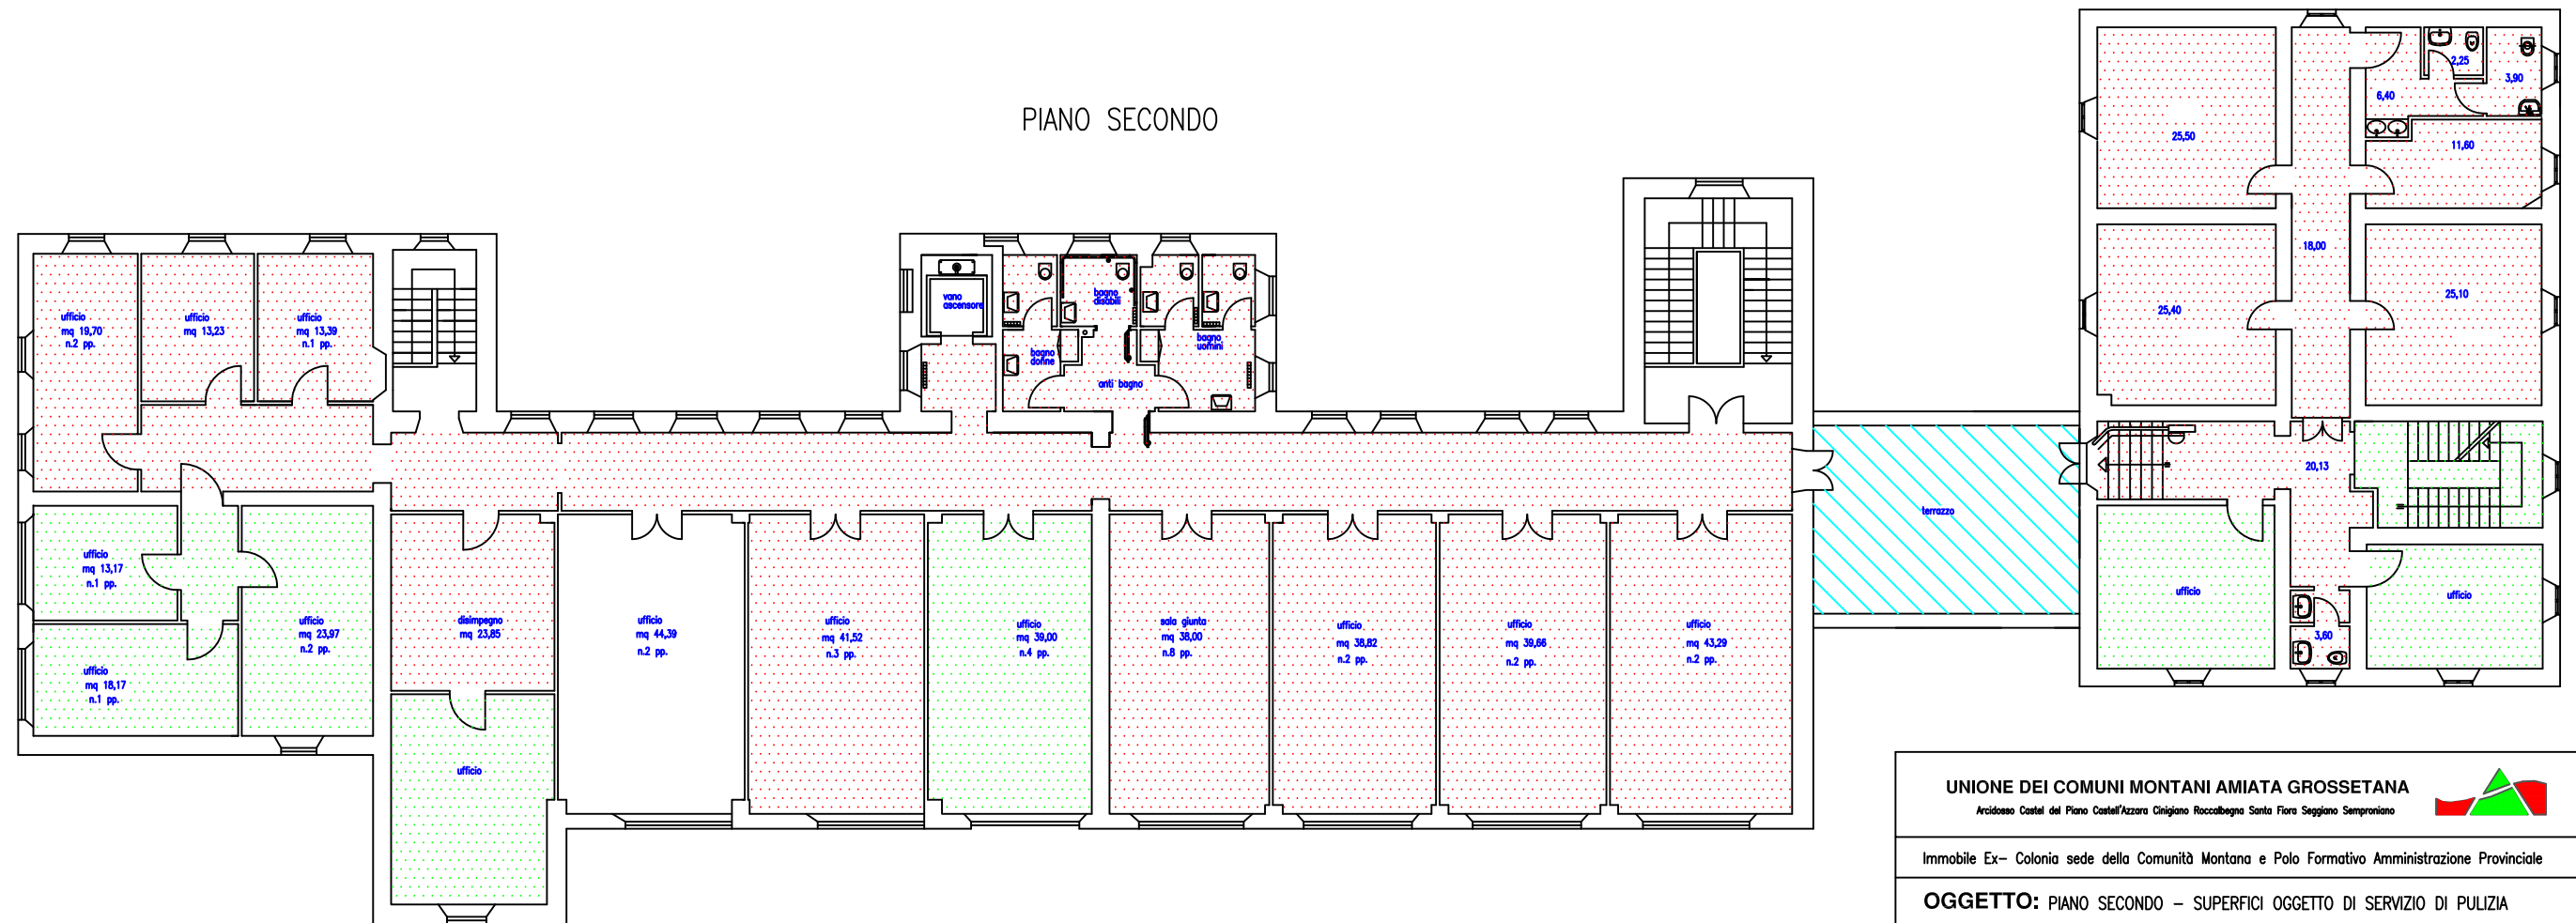 PIANO SECONDO
ufficio
mq 19,70
n.2 pp.
ufficio
mq 13,23
ufficio
mq 13,39
n.1 pp.
vano
ascensore
bagno
donne
bagno
disabili
bagno
uomini
anti bagno
ufficio
mq 13,17
n.1 pp.
ufficio
mq 18,17
n.1 pp.
ufficio
mq 23,97
n.2 pp.
disimpegno
mq 23,85
ufficio
ufficio
mq 44,39
n.2 pp.
ufficio
mq 41,52
n.3 pp.
ufficio
mq 39,00
n.4 pp.
sala giunta
mq 38,00
n.8 pp.
ufficio
mq 38,82
n.2 pp.
ufficio
mq 39,66
n.2 pp.
ufficio
mq 43,29
n.2 pp.
terrazzo
25,50
2,25
3,90
6,40
11,60
18,00
25,40
25,10
20,13
ufficio
ufficio
3,60
UNIONE DEI COMUNI MONTANI AMIATA GROSSETANA
Arcidosso Castel del Piano Castell'Azzara Cinigiano Roccalbegna Santa Fiora Seggiano Semproniano
Immobile Ex- Colonia sede della Comunità Montana e Polo Formativo Amministrazione Provinciale
OGGETTO: PIANO SECONDO - SUPERFICI OGGETTO DI SERVIZIO DI PULIZIA